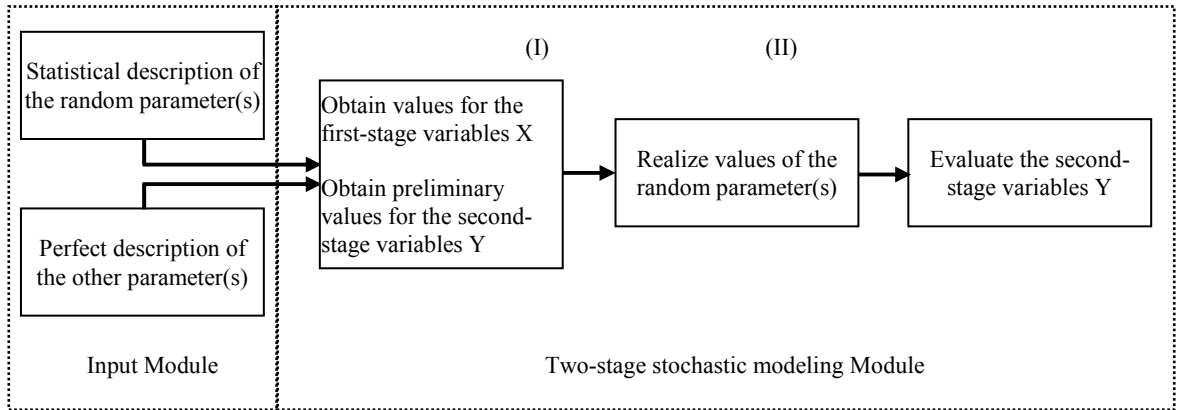 Statistical description of
the random parameter(s)
Perfect description of
the other parameter(s)
Input Module
(I)
(II)
Obtain values for the
first-stage variables X
Obtain preliminary
values for the second-
stage variables Y
Realize values of the
random parameter(s)
Evaluate the second-
stage variables Y
Two-stage stochastic modeling Module